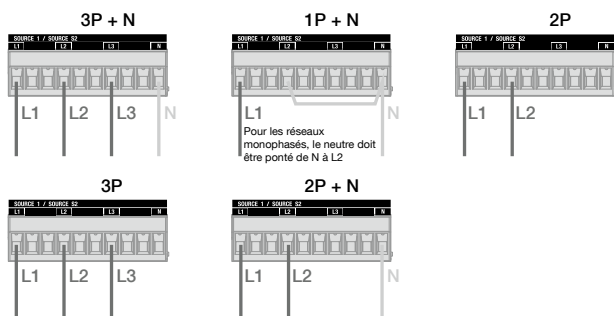 3P + N
SOURCE 1 / SOURCE S2
L1 L2 L3 N
L1 L2 L3 N
1P + N
SOURCE 1 / SOURCE S2
L1 L2 L3 N
L1 N
Pour les réseaux
monophasés, le neutre doit
être ponté de N à L2
2P
SOURCE 1 / SOURCE S2
L1 L2 L3 N
L1 L2
3P
SOURCE 1 / SOURCE S2
L1 L2 L3 N
L1 L2 L3
2P + N
SOURCE 1 / SOURCE S2
L1 L2 L3 N
L1 L2 N